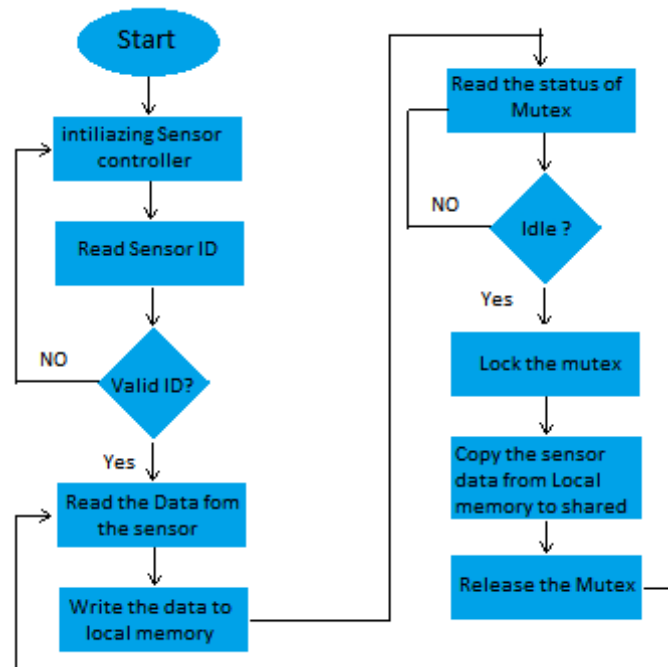 Start
intiliazing Sensor
controller
Read Sensor ID
NO
Valid ID?
Yes
Read the Data fom
the sensor
Write the data to
local memory
Read the status of
Mutex
NO
Idle ?
Yes
Lock the mutex
Copy the sensor
data from Local
memory to shared
Release the Mutex